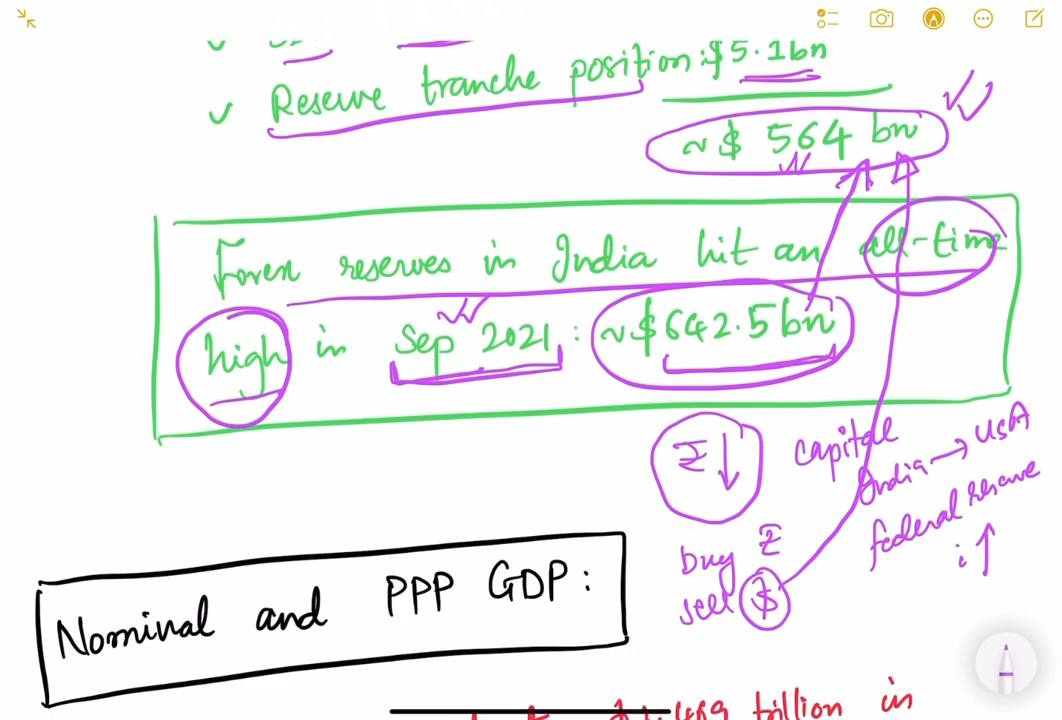 Reserve tranche position: $5.1bn
~$ 564 bn
Forex reserves in India hit an all-time
high in Sep 2021: ~$642.5bn
₹↓ Capital
India → USA
federal reserve
i↑
buy ₹
sell $
Nominal and PPP GDP:
trillion in